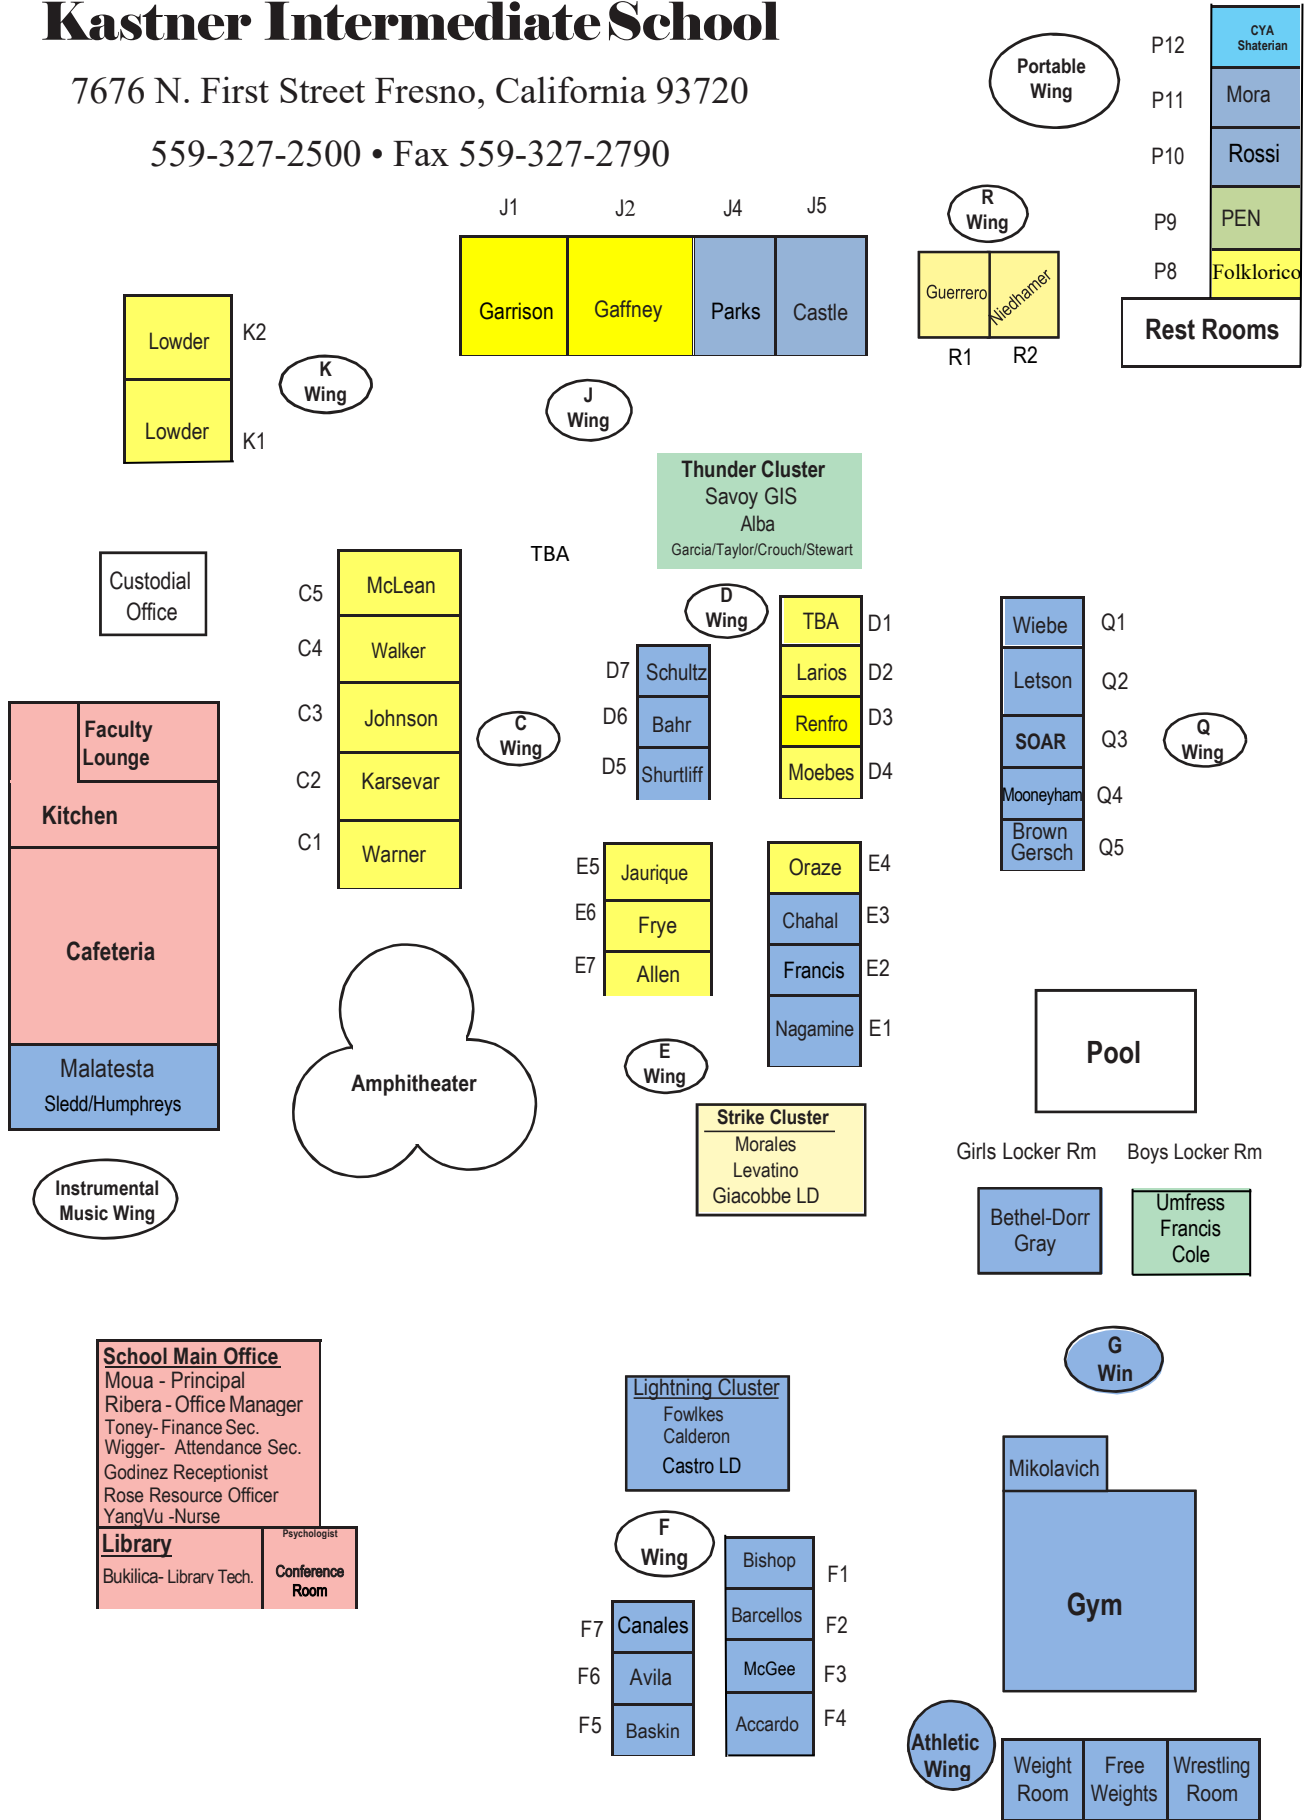 Kastner Intermediate School
7676 N. First Street Fresno, California 93720
559-327-2500 • Fax 559-327-2790
Portable
Wing
P12
CYA
Shaterian
P11
Mora
P10
Rossi
P9
PEN
P8
Folklorico
Rest Rooms
R
Wing
Guerrero
Niedhamer
R1
R2
J1
J2
J4
J5
Garrison
Gaffney
Parks
Castle
J
Wing
Lowder
K2
K
Wing
Lowder
K1
Thunder Cluster
Savoy GIS
Alba
Garcia/Taylor/Crouch/Stewart
TBA
Custodial
Office
C5
McLean
C4
Walker
C3
Johnson
C2
Karsevar
C1
Warner
C
Wing
D
Wing
TBA
D1
Larios
D2
Renfro
D3
Moebes
D4
D7
Schultz
D6
Bahr
D5
Shurtliff
Wiebe
Q1
Letson
Q2
SOAR
Q3
Mooneyham
Q4
Brown
Gersch
Q5
Q
Wing
Faculty
Lounge
Kitchen
Cafeteria
Malatesta
Sledd/Humphreys
Instrumental
Music Wing
Amphitheater
E5
Jaurique
E6
Frye
E7
Allen
Oraze
E4
Chahal
E3
Francis
E2
Nagamine
E1
E
Wing
Strike Cluster
Morales
Levatino
Giacobbe LD
Pool
Girls Locker Rm
Boys Locker Rm
Bethel-Dorr
Gray
Umfress
Francis
Cole
G
Win
School Main Office
Moua - Principal
Ribera - Office Manager
Toney- Finance Sec.
Wigger- Attendance Sec.
Godinez Receptionist
Rose Resource Officer
YangVu -Nurse
Library
Bukilica- Library Tech.
Psychologist
Conference
Room
Lightning Cluster
Fowlkes
Calderon
Castro LD
F
Wing
Bishop
F1
Barcellos
F2
McGee
F3
Accardo
F4
F7
Canales
F6
Avila
F5
Baskin
Mikolavich
Gym
Athletic
Wing
Weight
Room
Free
Weights
Wrestling
Room